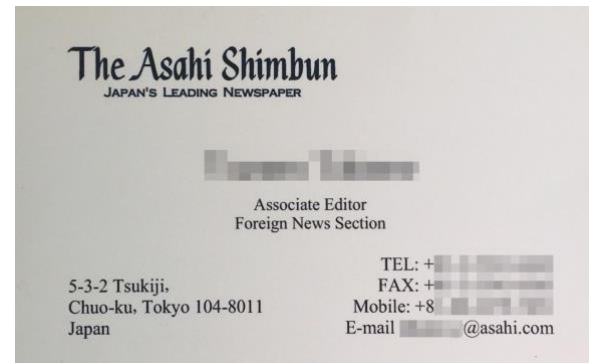 The Asahi Shimbun
JAPAN'S LEADING NEWSPAPER
Associate Editor
Foreign News Section
5-3-2 Tsukiji,
Chuo-ku, Tokyo 104-8011
Japan
TEL: +
FAX: +
Mobile: +8
E-mail @asahi.com